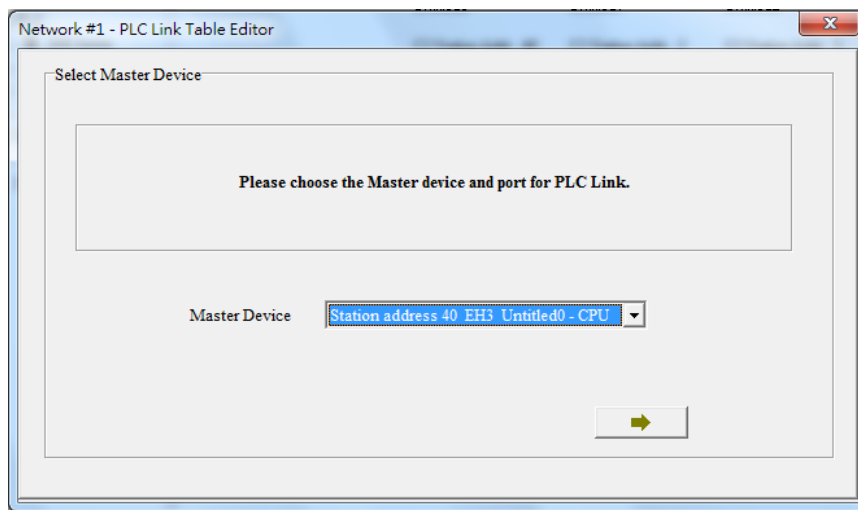 Network #1 - PLC Link Table Editor
Select Master Device
Please choose the Master device and port for PLC Link.
Master Device
Station address 40 EH3 Untitled0 - CPU